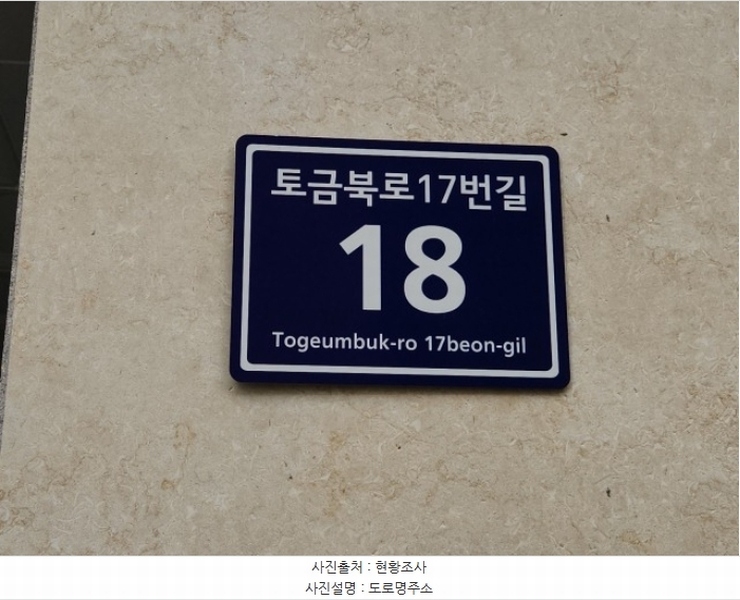 토금북로17번길
18
Togeumbuk-ro 17beon-gil
사진출처 : 현황조사
사진설명 : 도로명주소